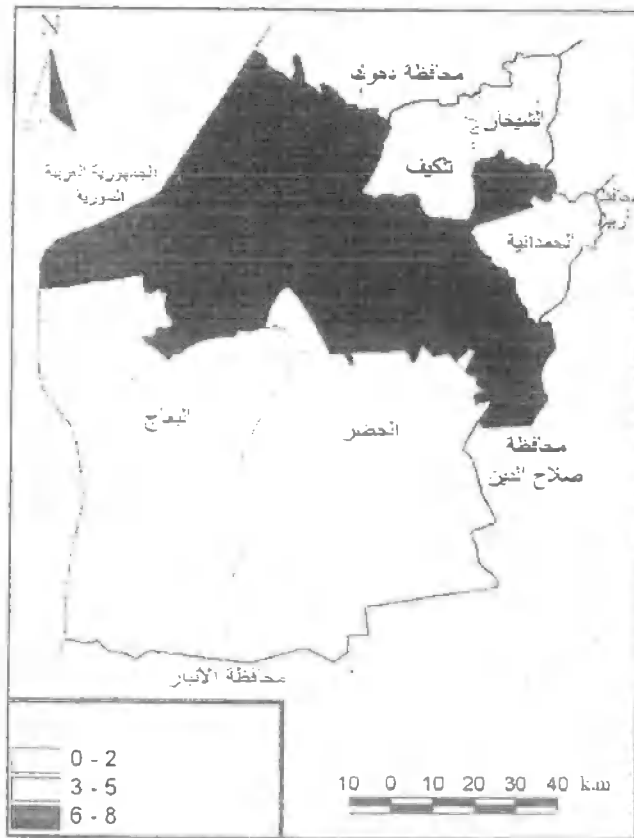 N
محافظة دهوك
الشيخان
تلكيف
الجمهورية العربية
السورية
محافظة
الحمدانية
البعاج
الحضر
محافظة
صلاح الدين
محافظة الأنبار
0 - 2
3 - 5
6 - 8
10 0 10 20 30 40 k.m